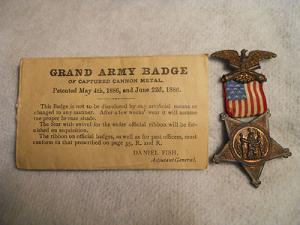 GRAND ARMY BADGE
OF CAPTURED CANNON METAL.
Patented May 4th, 1886, and June 22d, 1886.
This Badge is not to be discolored by any artificial means or
changed in any manner. After a few weeks' wear it will assume
the proper bronze shade.
The Star with swivel for the under official ribbon will be fur-
nished on requisition.
The ribbon on official badges, as well as for past officers, must
conform to that prescribed on page 35, R. and R.
DANIEL FISH,
Adjutant General.